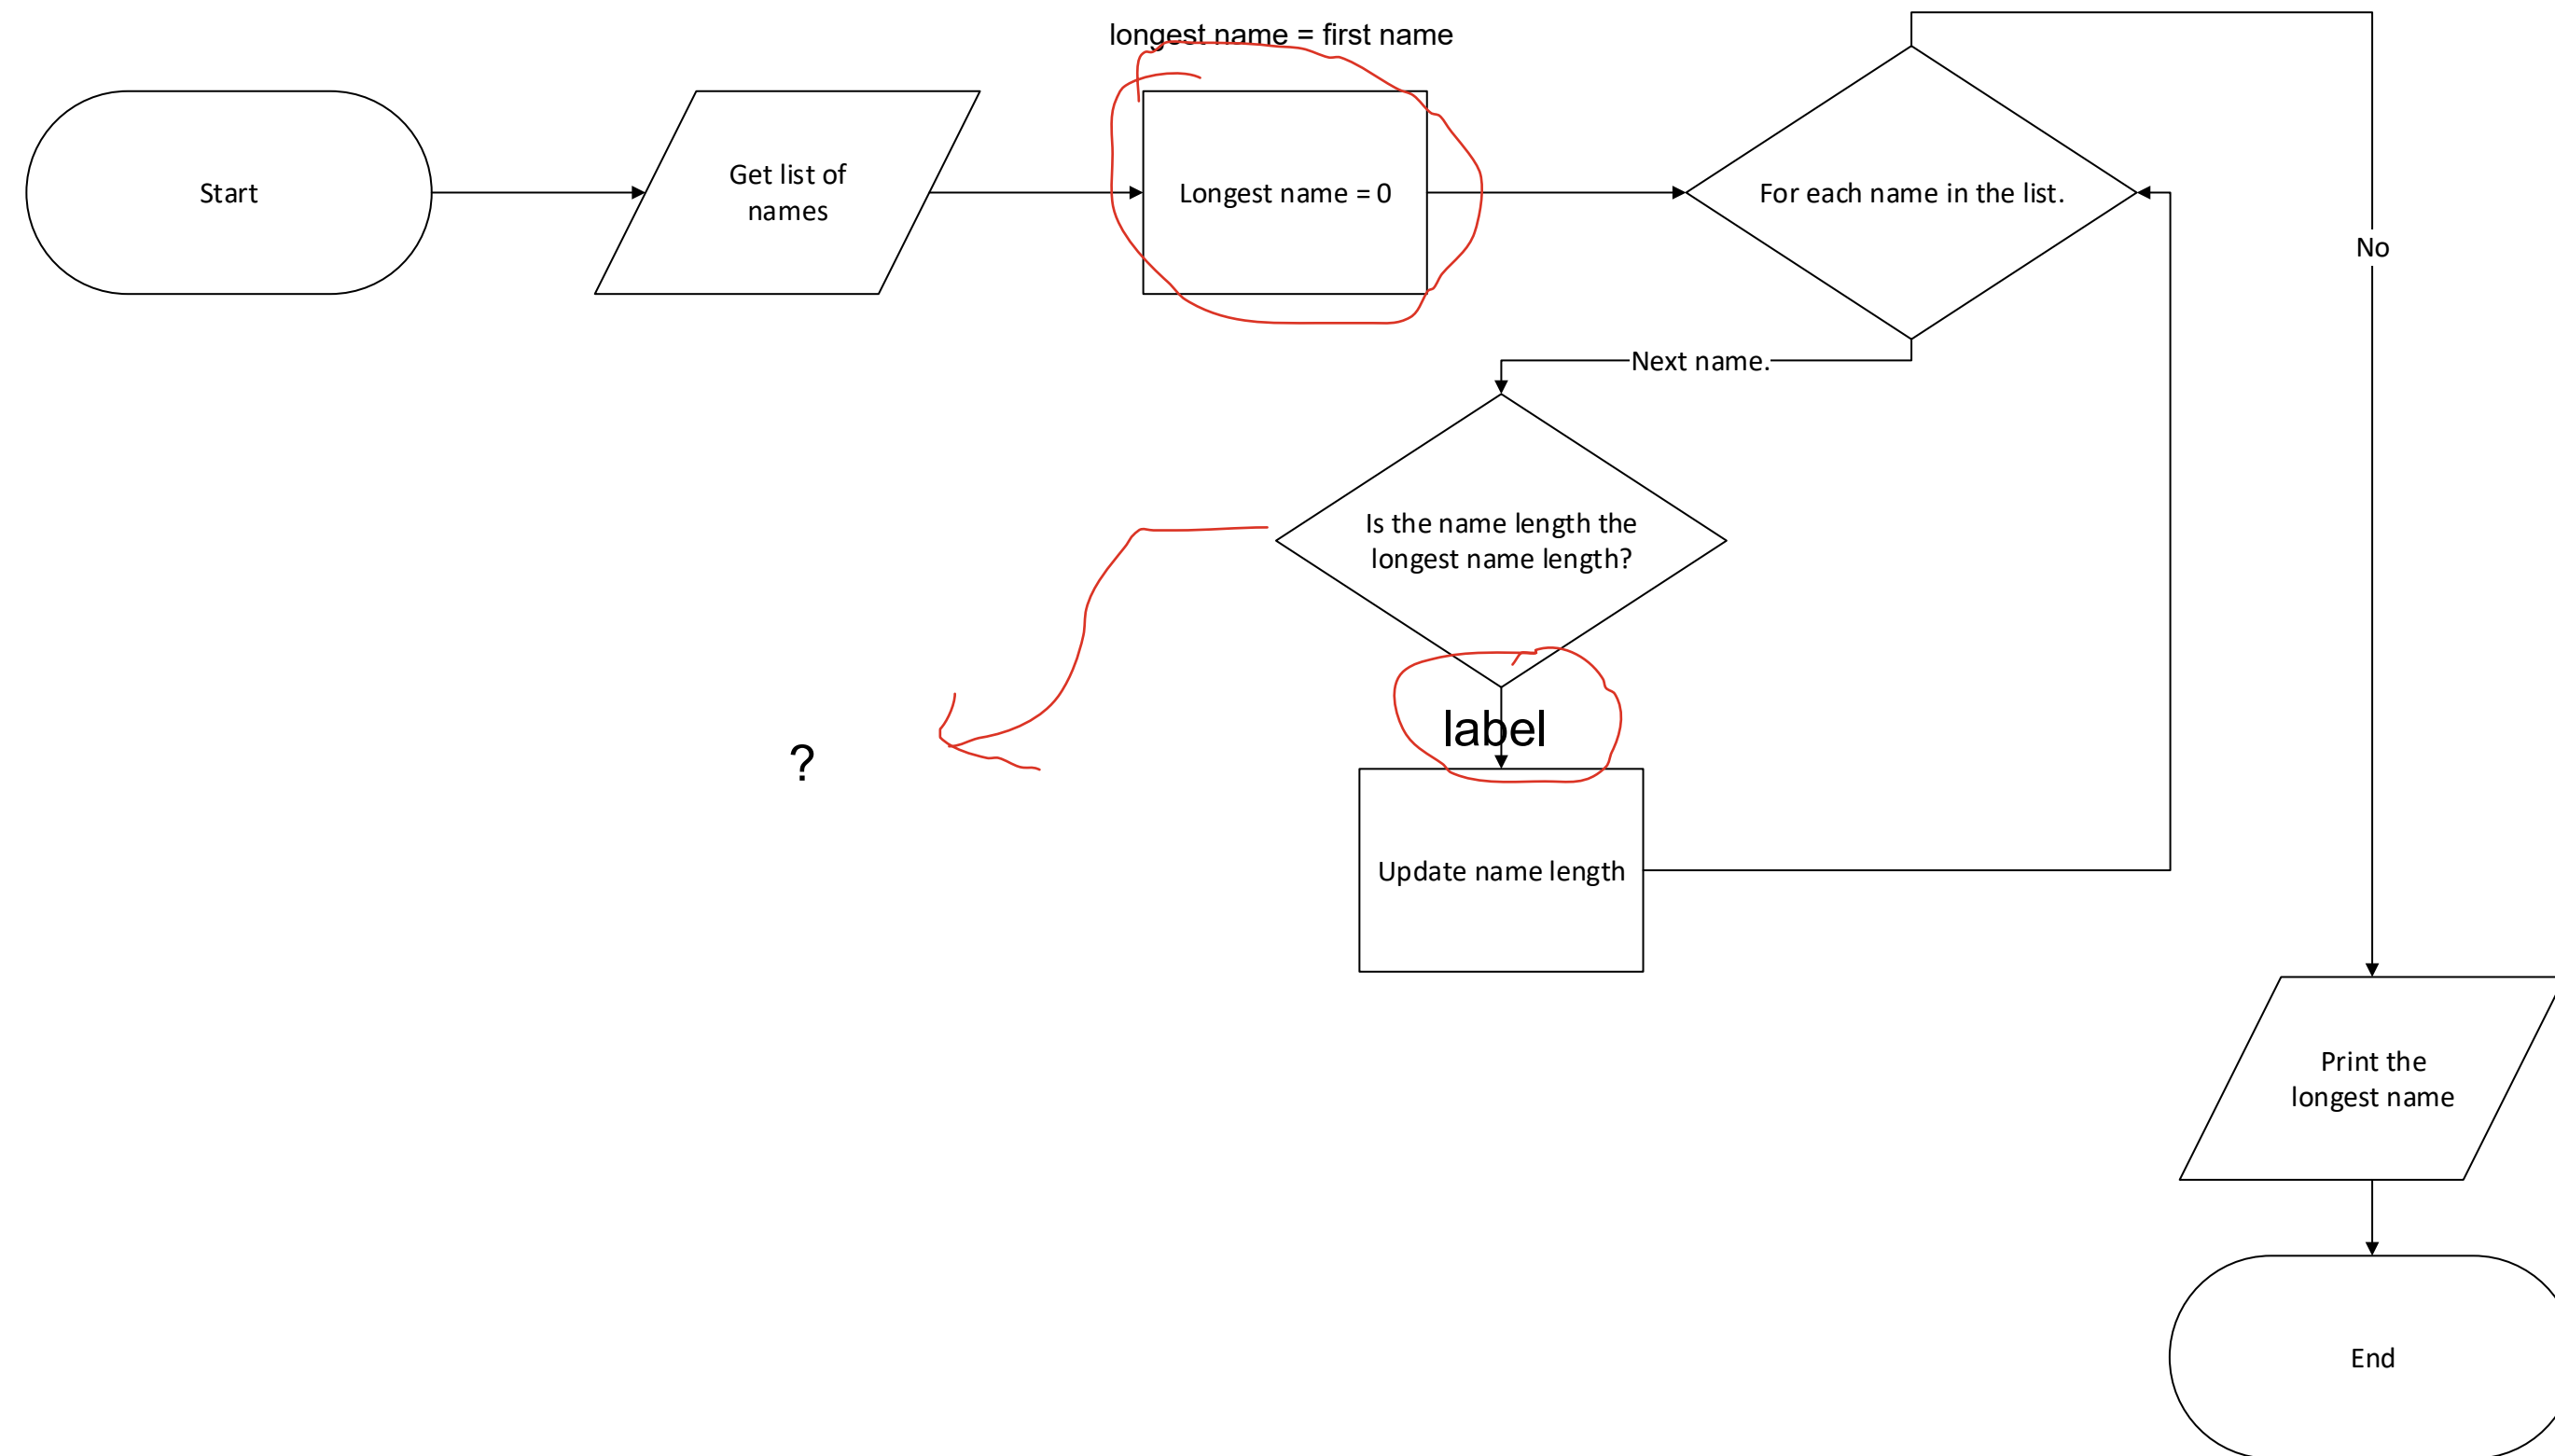 longest name = first name
Start
Get list of
names
Longest name = 0
For each name in the list.
No
Next name.
Is the name length the
longest name length?
label
?
Update name length
Print the
longest name
End